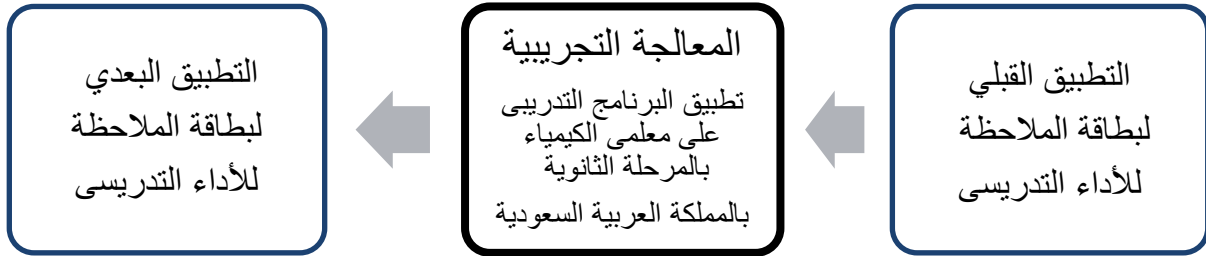 التطبيق القبلي
لبطاقة الملاحظة
للأداء التدريسى
المعالجة التجريبية
تطبيق البرنامج التدريبى
على معلمى الكيمياء
بالمرحلة الثانوية
بالمملكة العربية السعودية
التطبيق البعدي
لبطاقة الملاحظة
للأداء التدريسى